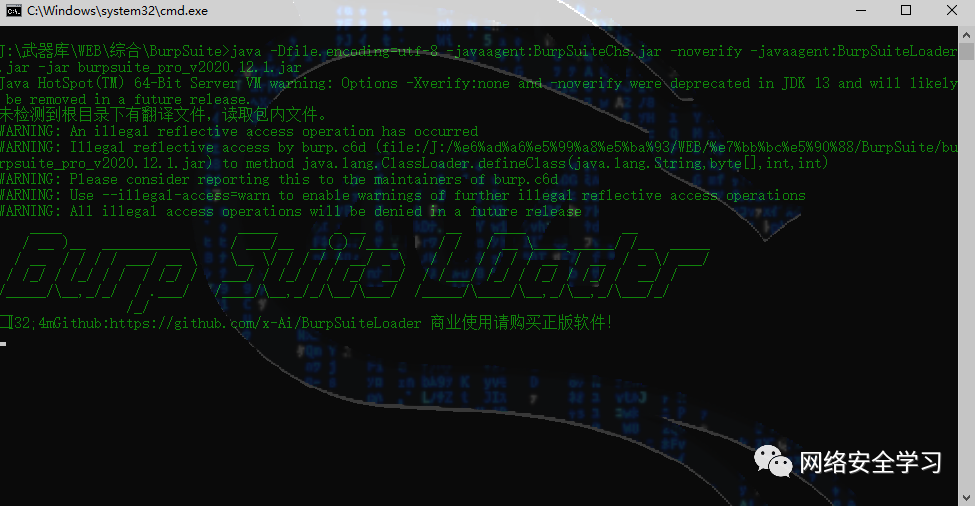 C:\Windows\system32\cmd.exe
J:\武器库\WEB\综合\BurpSuite>java -Dfile.encoding=utf-8 -javaagent:BurpSuiteChs.jar -noverify -javaagent:BurpSuiteLoader
.jar -jar burpsuite_pro_v2020.12.1.jar
Java HotSpot(TM) 64-Bit Server VM warning: Options -Xverify:none and -noverify were deprecated in JDK 13 and will likely
be removed in a future release.
未检测到根目录下有翻译文件，读取包内文件。
WARNING: An illegal reflective access operation has occurred
WARNING: Illegal reflective access by burp.c6d (file:/J:/%e6%ad%a6%e5%99%a8%e5%ba%93/WEB/%e7%bb%bc%e5%90%88/BurpSuite/bu
rpsuite_pro_v2020.12.1.jar) to method java.lang.ClassLoader.defineClass(java.lang.String,byte[],int,int)
WARNING: Please consider reporting this to the maintainers of burp.c6d
WARNING: Use --illegal-access=warn to enable warnings of further illegal reflective access operations
WARNING: All illegal access operations will be denied in a future release
Burp Suite Loader
[32;4mGithub:https://github.com/x-Ai/BurpSuiteLoader 商业使用请购买正版软件!
网络安全学习